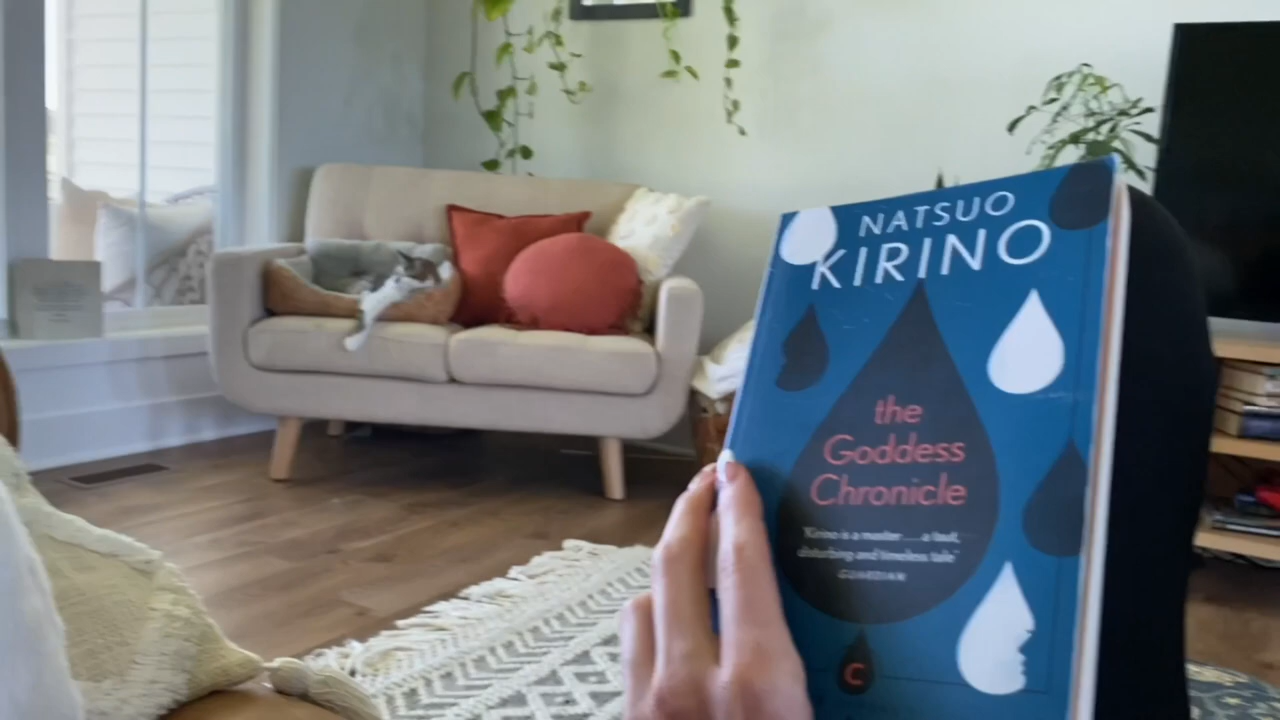 NATSUO
KIRINO
the
Goddess
Chronicle
'Kirino is a master ... a taut,
disturbing and timeless tale'
GUARDIAN
C